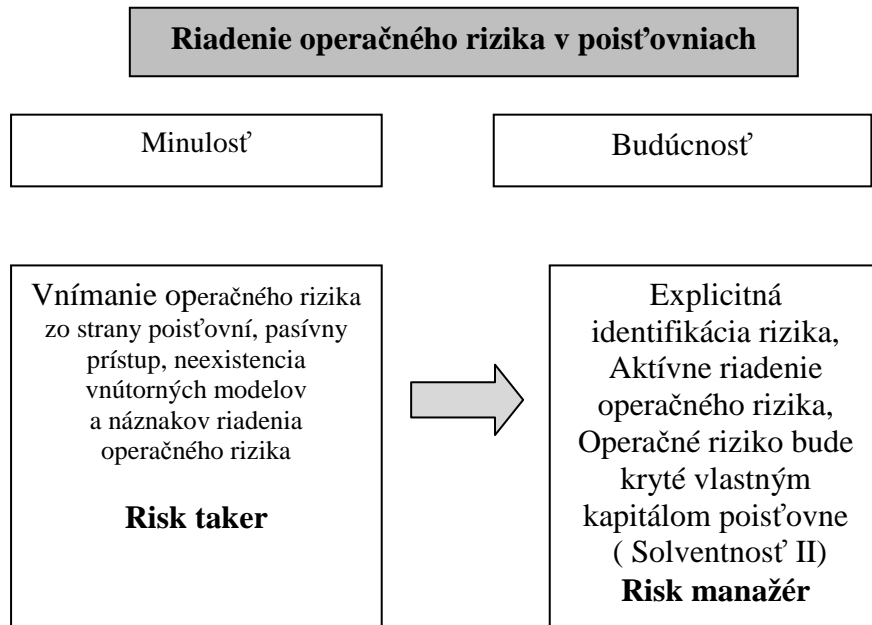 Riadenie operačného rizika v poisťovniach
Minulosť
Budúcnosť
Vnímanie operačného rizika
zo strany poisťovní, pasívny
prístup, neexistencia
vnútorných modelov
a náznakov riadenia
operačného rizika
Risk taker
Explicitná
identifikácia rizika,
Aktívne riadenie
operačného rizika,
Operačné riziko bude
kryté vlastným
kapitálom poisťovne
( Solventnosť II)
Risk manažér